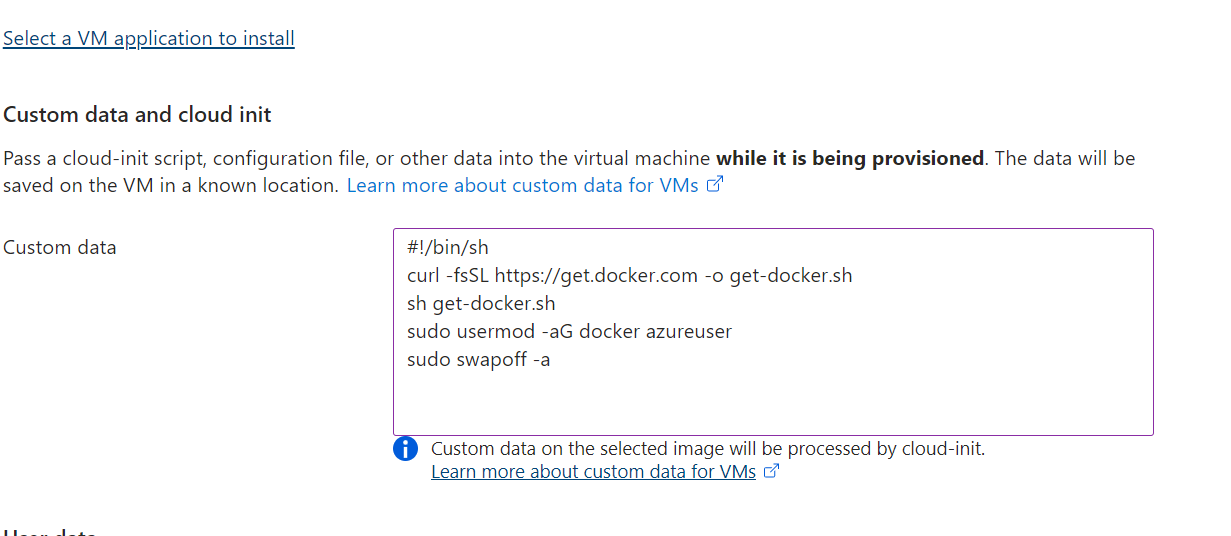 Select a VM application to install
Custom data and cloud init
Pass a cloud-init script, configuration file, or other data into the virtual machine while it is being provisioned. The data will be
saved on the VM in a known location. Learn more about custom data for VMs
Custom data
#!/bin/sh
curl -fsSL https://get.docker.com -o get-docker.sh
sh get-docker.sh
sudo usermod -aG docker azureuser
sudo swapoff -a
Custom data on the selected image will be processed by cloud-init.
Learn more about custom data for VMs
User data